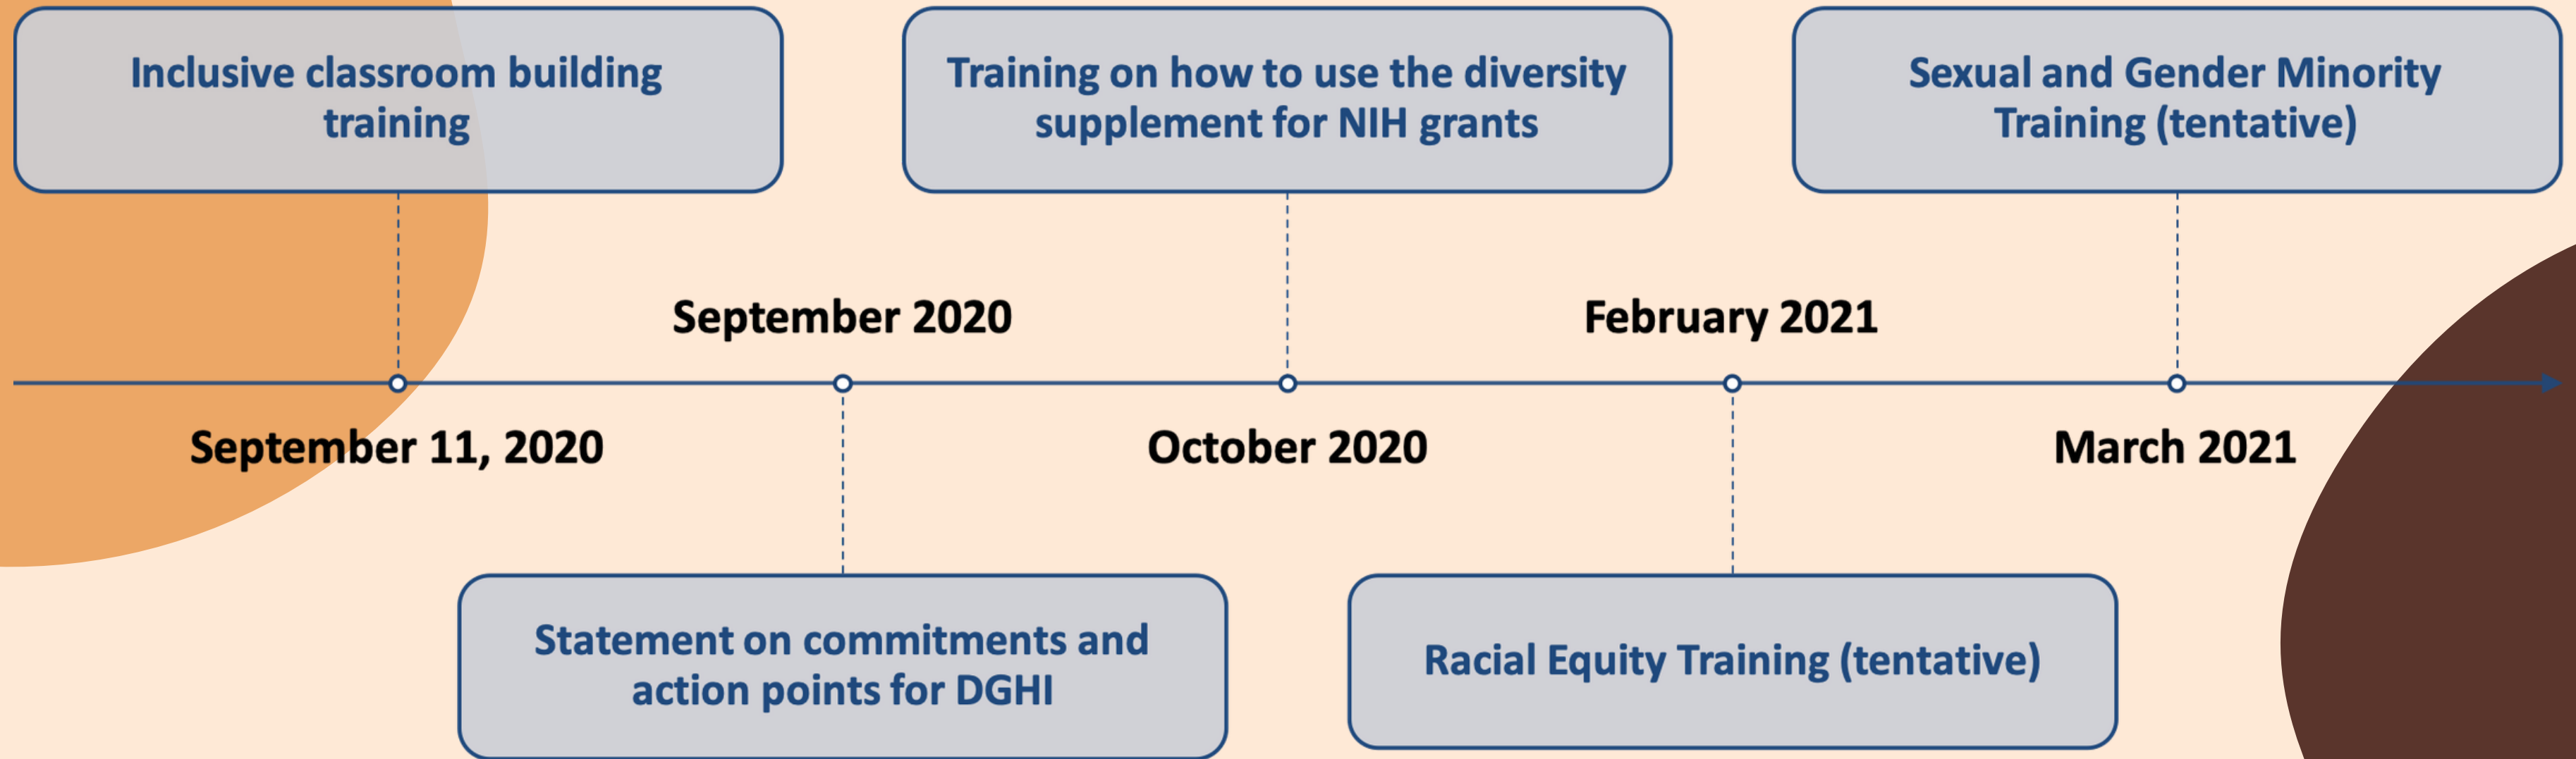 Inclusive classroom building
training
Training on how to use the diversity
supplement for NIH grants
Sexual and Gender Minority
Training (tentative)
September 2020
February 2021
September 11, 2020
October 2020
March 2021
Statement on commitments and
action points for DGHI
Racial Equity Training (tentative)